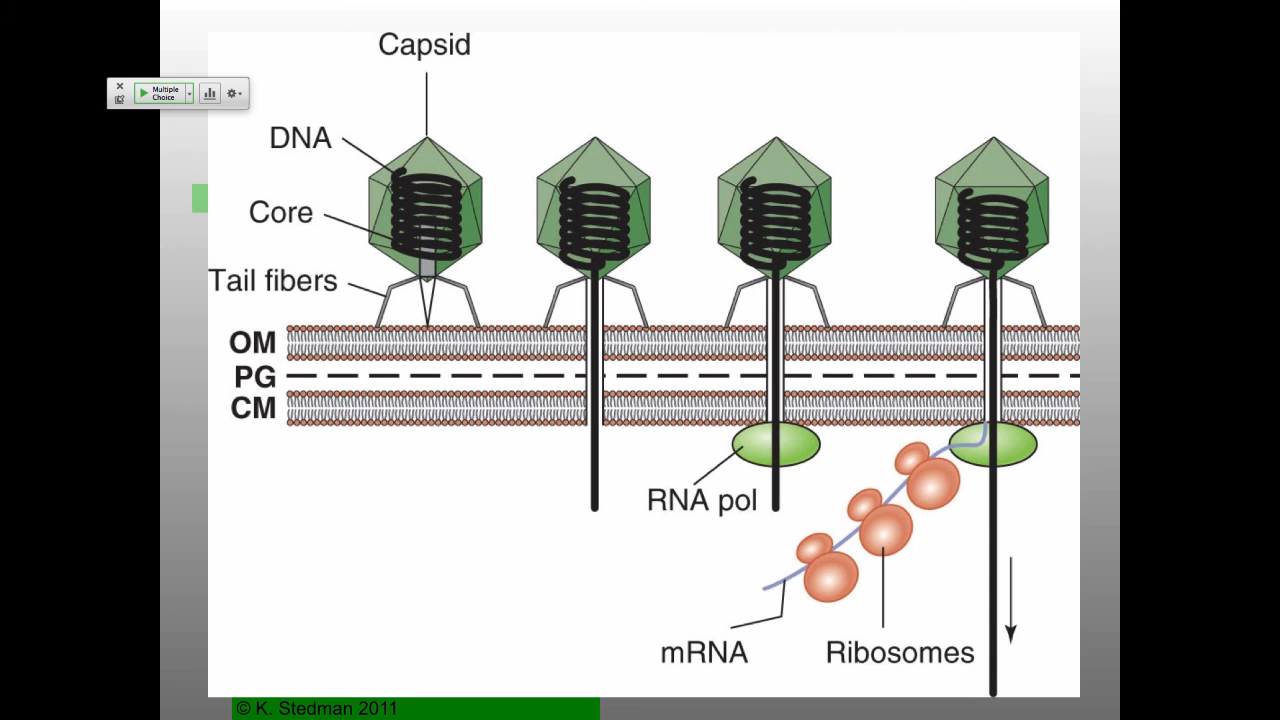 Capsid
Multiple
Choice
DNA
Core
Tail fibers
OM
PG
CM
RNA pol
mRNA
Ribosomes
© K. Stedman 2011